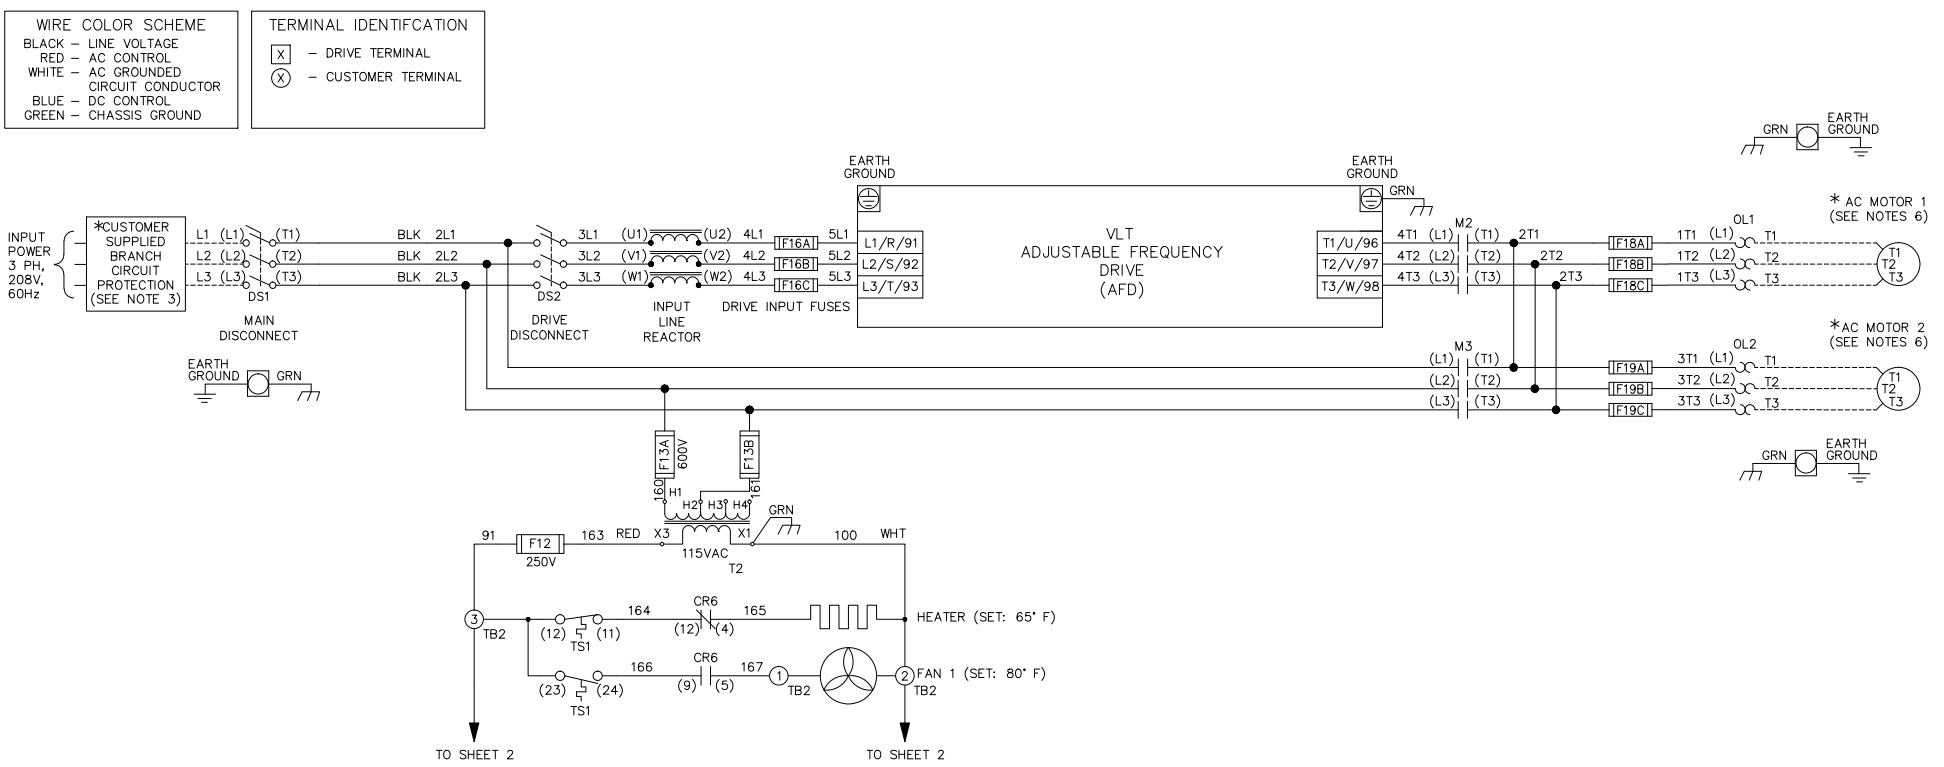 WIRE COLOR SCHEME
BLACK – LINE VOLTAGE
RED – AC CONTROL
WHITE – AC GROUNDED
CIRCUIT CONDUCTOR
BLUE – DC CONTROL
GREEN – CHASSIS GROUND
TERMINAL IDENTIFCATION
X – DRIVE TERMINAL
X – CUSTOMER TERMINAL
INPUT
POWER
3 PH,
208V,
60Hz
*CUSTOMER
SUPPLIED
BRANCH
CIRCUIT
PROTECTION
(SEE NOTE 3)
L1 (L1) (T1) BLK 2L1 3L1 (U1) (U2) 4L1 F16A 5L1 L1/R/91
L2 (L2) (T2) BLK 2L2 3L2 (V1) (V2) 4L2 F16B 5L2 L2/S/92
L3 (L3) (T3) BLK 2L3 3L3 (W1) (W2) 4L3 F16C 5L3 L3/T/93
DS1
MAIN
DISCONNECT
DS2
DRIVE
DISCONNECT
INPUT
LINE
REACTOR
DRIVE INPUT FUSES
EARTH
GROUND
GRN
EARTH
GROUND
VLT
ADJUSTABLE FREQUENCY
DRIVE
(AFD)
EARTH
GROUND
GRN
M2
T1/U/96 4T1 (L1) (T1) 2T1 F18A 1T1 (L1) T1
T2/V/97 4T2 (L2) (T2) 2T2 F18B 1T2 (L2) T2
T3/W/98 4T3 (L3) (T3) 2T3 F18C 1T3 (L3) T3
OL1
GRN
EARTH
GROUND
* AC MOTOR 1
(SEE NOTES 6)
T1
T2
T3
M3
(L1) (T1) F19A 3T1 (L1) T1
(L2) (T2) F19B 3T2 (L2) T2
(L3) (T3) F19C 3T3 (L3) T3
OL2
*AC MOTOR 2
(SEE NOTES 6)
T1
T2
T3
GRN
EARTH
GROUND
F13A
600V
F13B
160
161
H1
H2 H3 H4
GRN
91 F12 163 RED X3 X1 100 WHT
250V
115VAC
T2
3
TB2
(12) (11) 164 CR6 (12) (4) 165
TS1
HEATER (SET: 65° F)
(23) (24) 166 CR6 (9) (5) 167 1
TS1
TB2
2
TB2
FAN 1 (SET: 80° F)
TO SHEET 2
TO SHEET 2